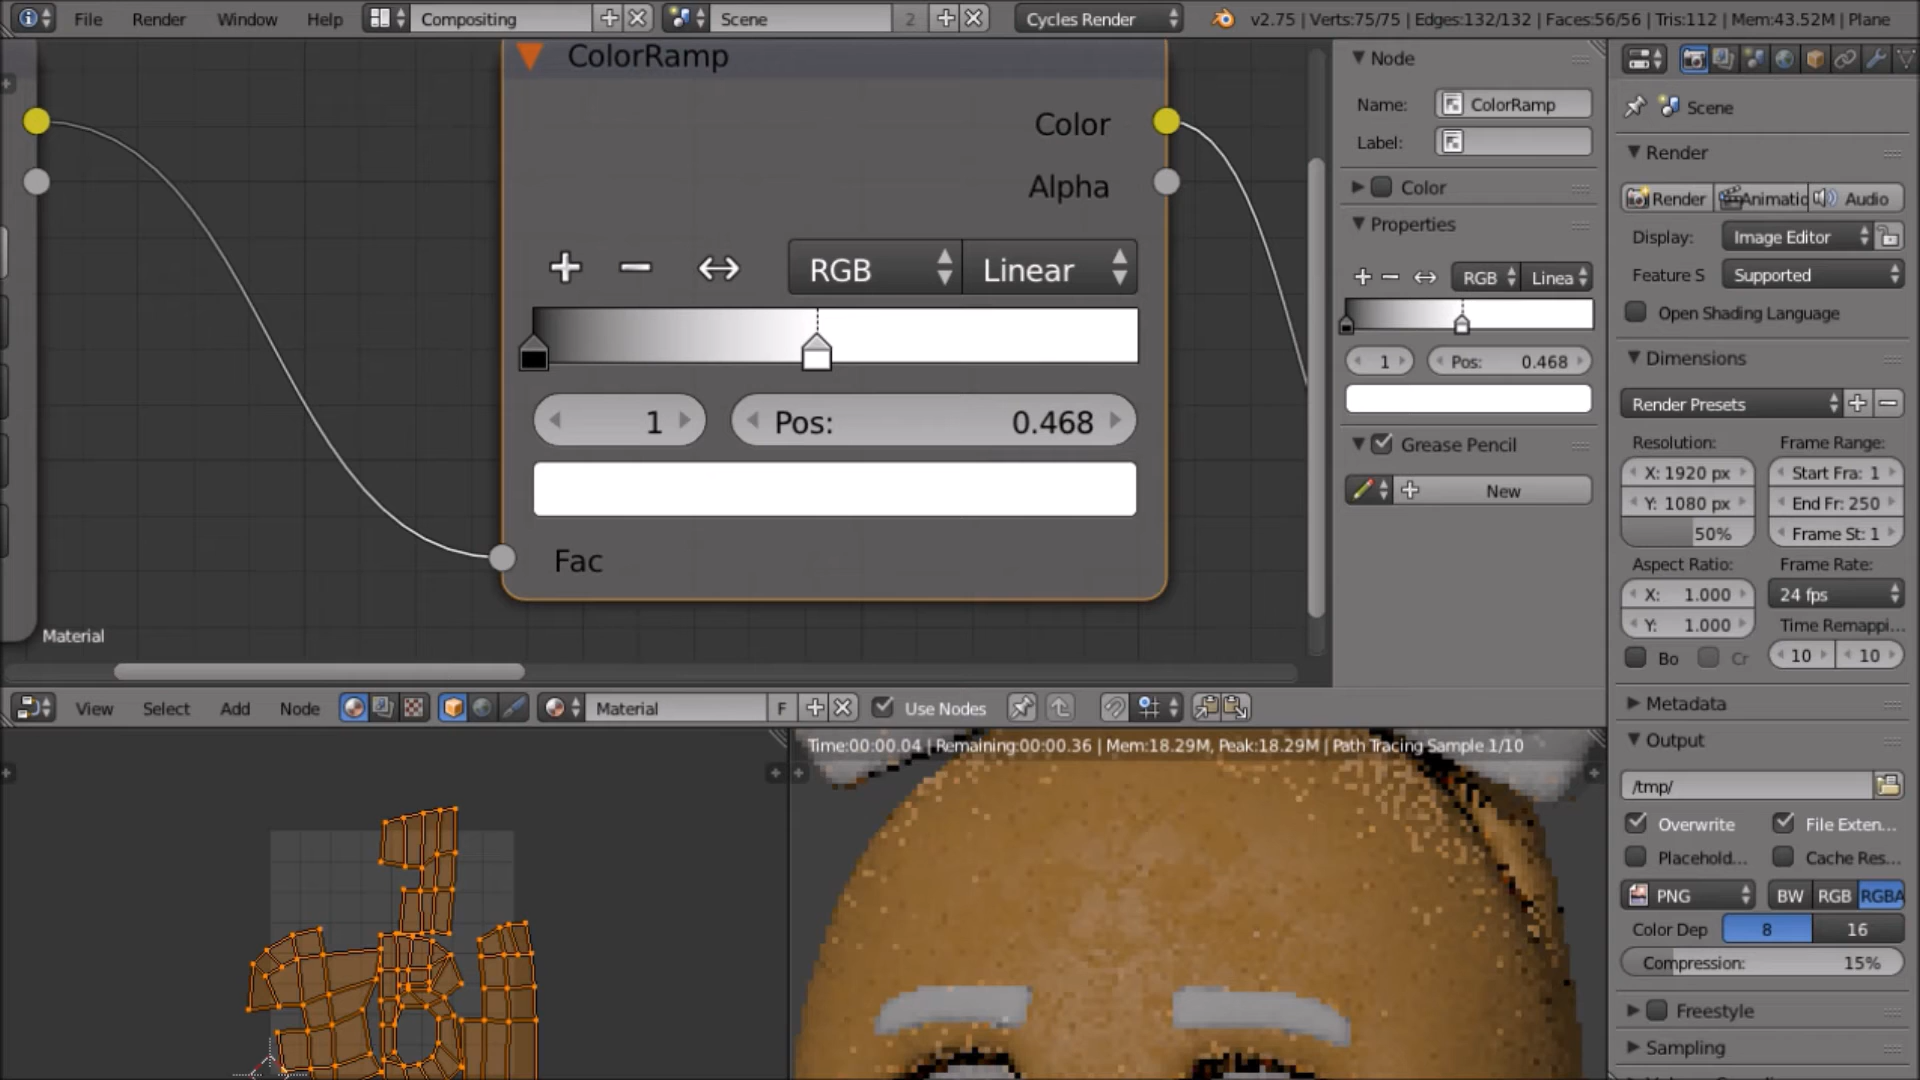 File Render Window Help Compositing Scene 2 Cycles Render v2.75 | Verts:75/75 | Edges:132/132 | Faces:56/56 | Tris:112 | Mem:43.52M | Plane
ColorRamp
Color
Alpha
RGB Linear
1 Pos: 0.468
Fac
Material
Node
Name: ColorRamp
Label:
Color
Properties
RGB Linea
1 Pos: 0.468
Grease Pencil
New
Scene
Render
Render Animatic Audio
Display: Image Editor
Feature S Supported
Open Shading Language
Dimensions
Render Presets
Resolution: Frame Range:
X: 1920 px Start Fra: 1
Y: 1080 px End Fr: 250
50% Frame St: 1
Aspect Ratio: Frame Rate:
X: 1.000 24 fps
Y: 1.000 Time Remappi...
Bo Cr 10 10
Metadata
Output
/tmp/
Overwrite File Exten...
Placehold... Cache Res...
PNG BW RGB RGBA
Color Dep 8 16
Compression: 15%
Freestyle
Sampling
View Select Add Node Material F Use Nodes
Time:00:00.04 | Remaining:00:00.36 | Mem:18.29M, Peak:18.29M | Path Tracing Sample 1/10